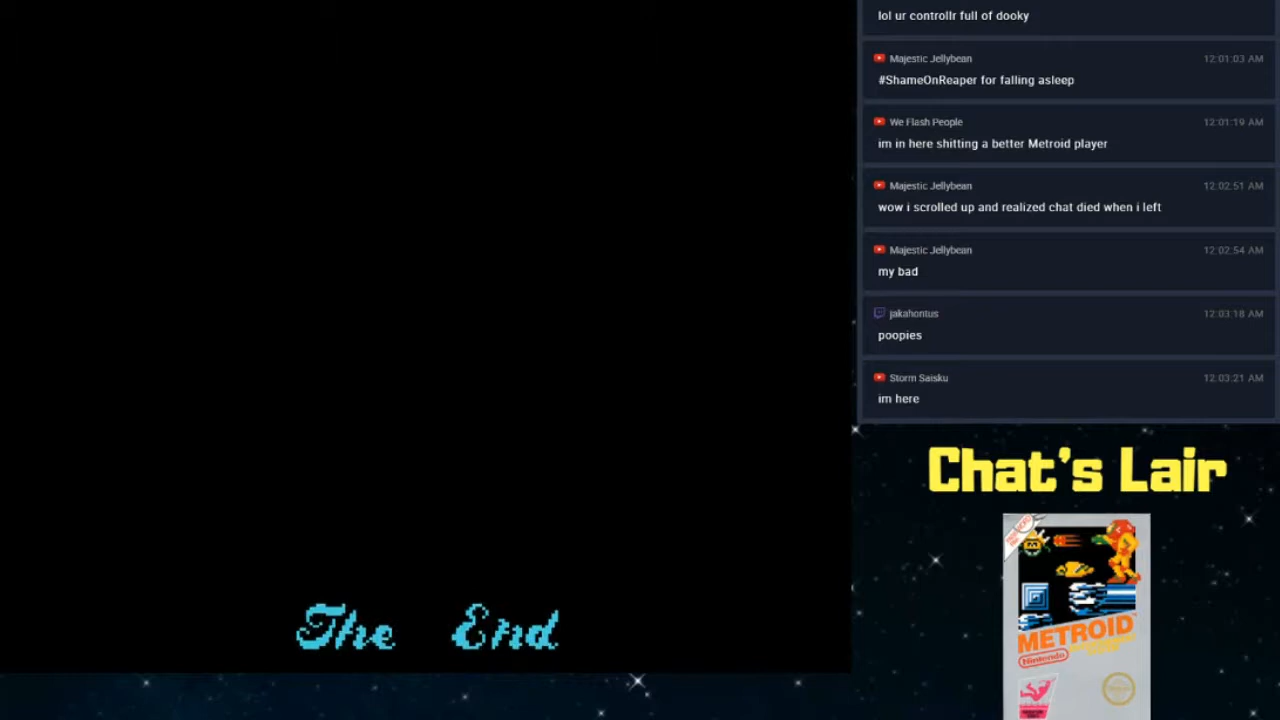 lol ur controllr full of dooky
Majestic Jellybean 12:01:03 AM
#ShameOnReaper for falling asleep
We Flash People 12:01:19 AM
im in here shitting a better Metroid player
Majestic Jellybean 12:02:51 AM
wow i scrolled up and realized chat died when i left
Majestic Jellybean 12:02:54 AM
my bad
jakahontus 12:03:18 AM
poopies
Storm Saisku 12:03:21 AM
im here
Chat's Lair
METROID
Nintendo
The End